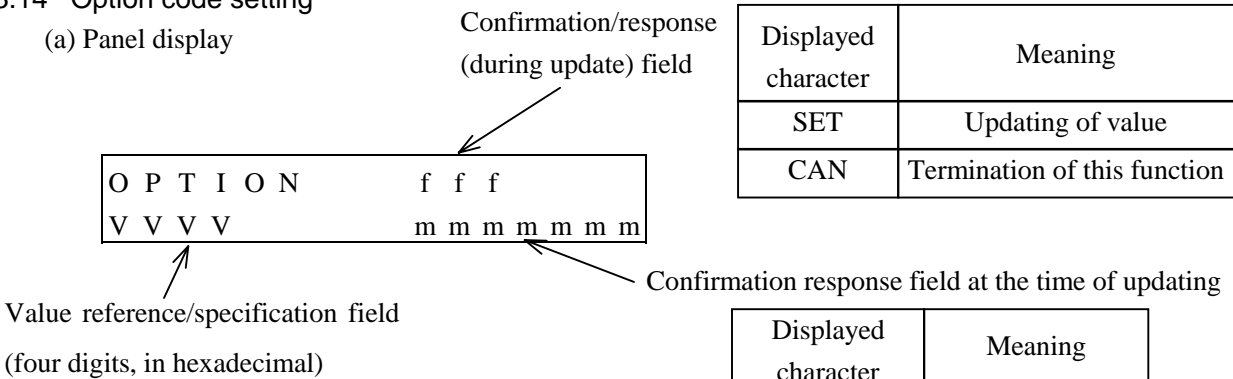 .14 Option code setting
(a) Panel display
Confirmation/response
(during update) field
Displayed
character
Meaning
SET
Updating of value
CAN
Termination of this function
O P T I O N f f f
V V V V m m m m m m m
Confirmation response field at the time of updating
Value reference/specification field
(four digits, in hexadecimal)
Displayed
character
Meaning